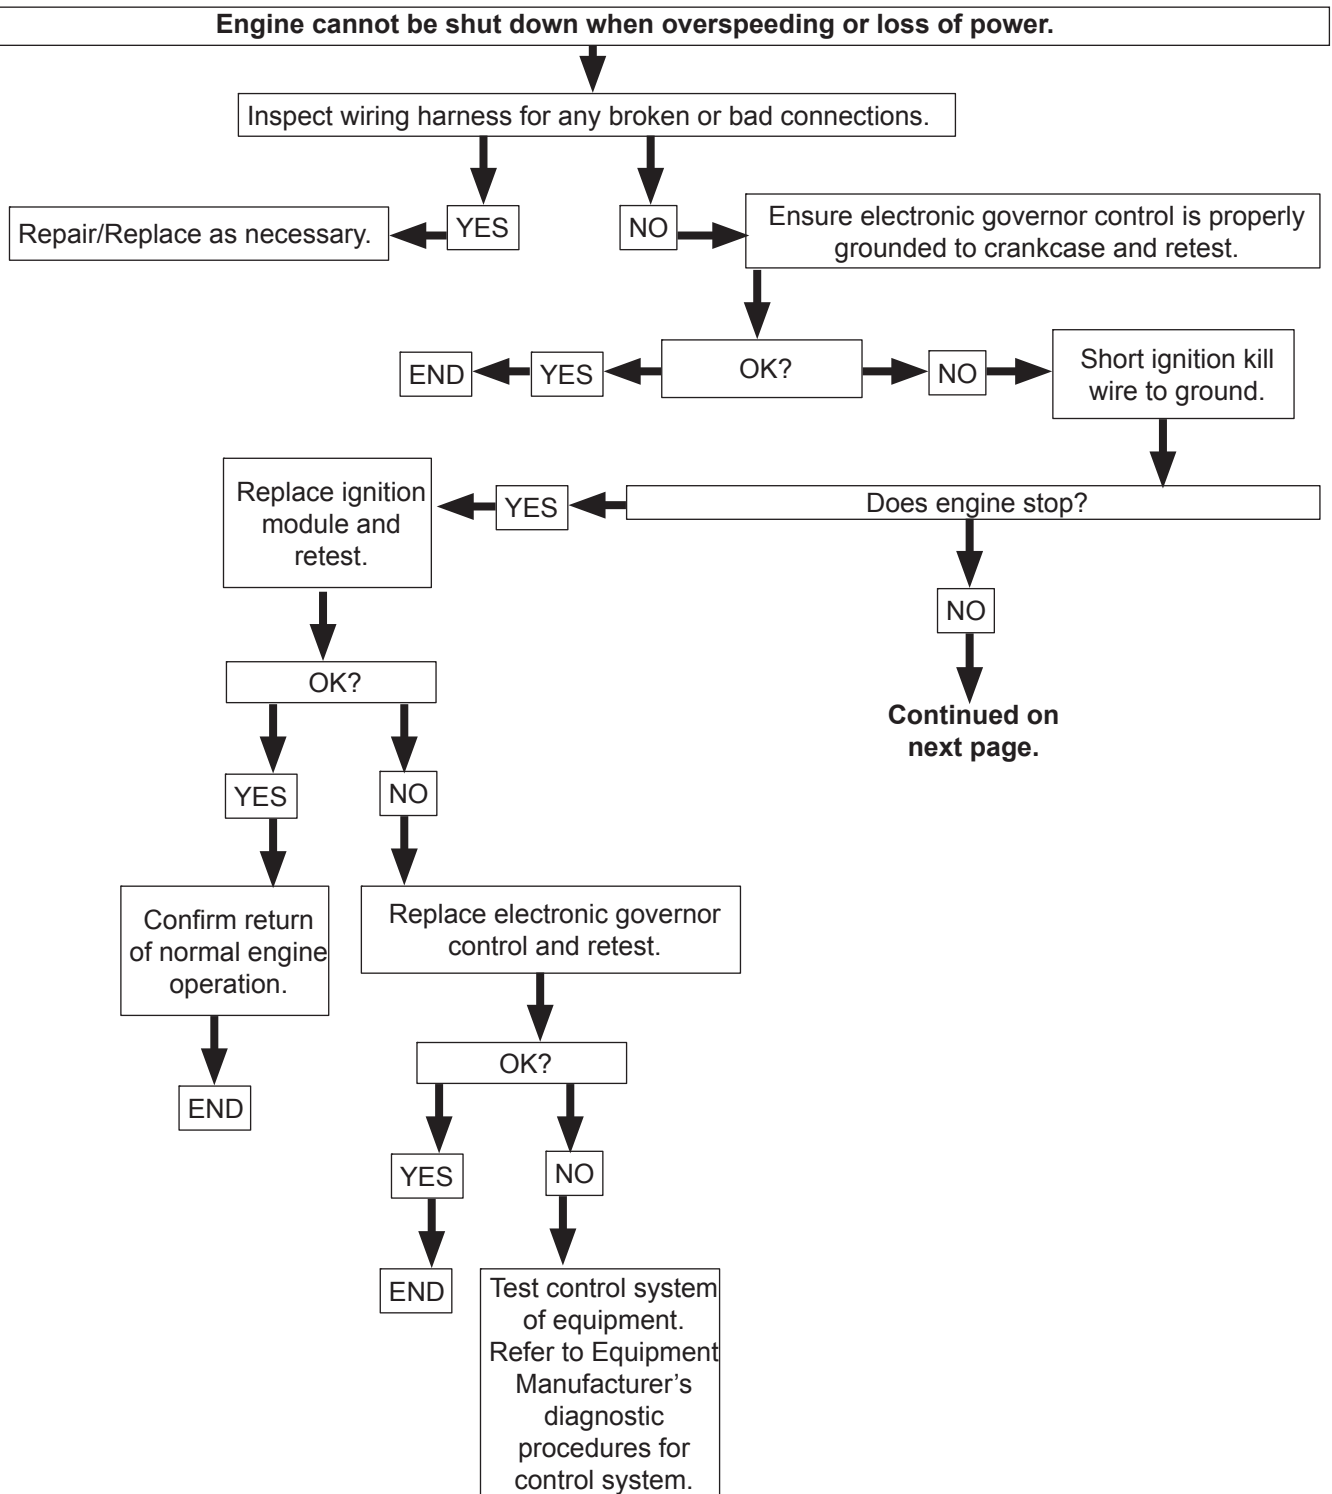 Engine cannot be shut down when overspeeding or loss of power.
Inspect wiring harness for any broken or bad connections.
Repair/Replace as necessary.
YES
NO
Ensure electronic governor control is properly
grounded to crankcase and retest.
END
YES
OK?
NO
Short ignition kill
wire to ground.
Replace ignition
module and
retest.
YES
Does engine stop?
NO
Continued on
next page.
OK?
YES
NO
Confirm return
of normal engine
operation.
END
Replace electronic governor
control and retest.
OK?
YES
NO
END
Test control system
of equipment.
Refer to Equipment
Manufacturer’s
diagnostic
procedures for
control system.